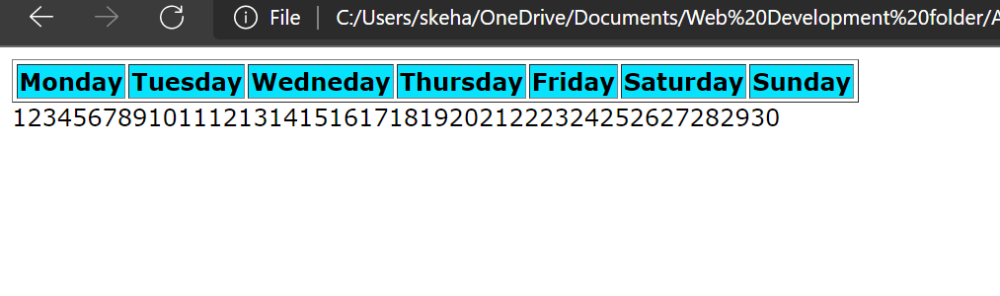 File C:/Users/skeha/OneDrive/Documents/Web%20Development%20folder/A
Monday Tuesday Wedneday Thursday Friday Saturday Sunday
123456789101112131415161718192021222324252627282930